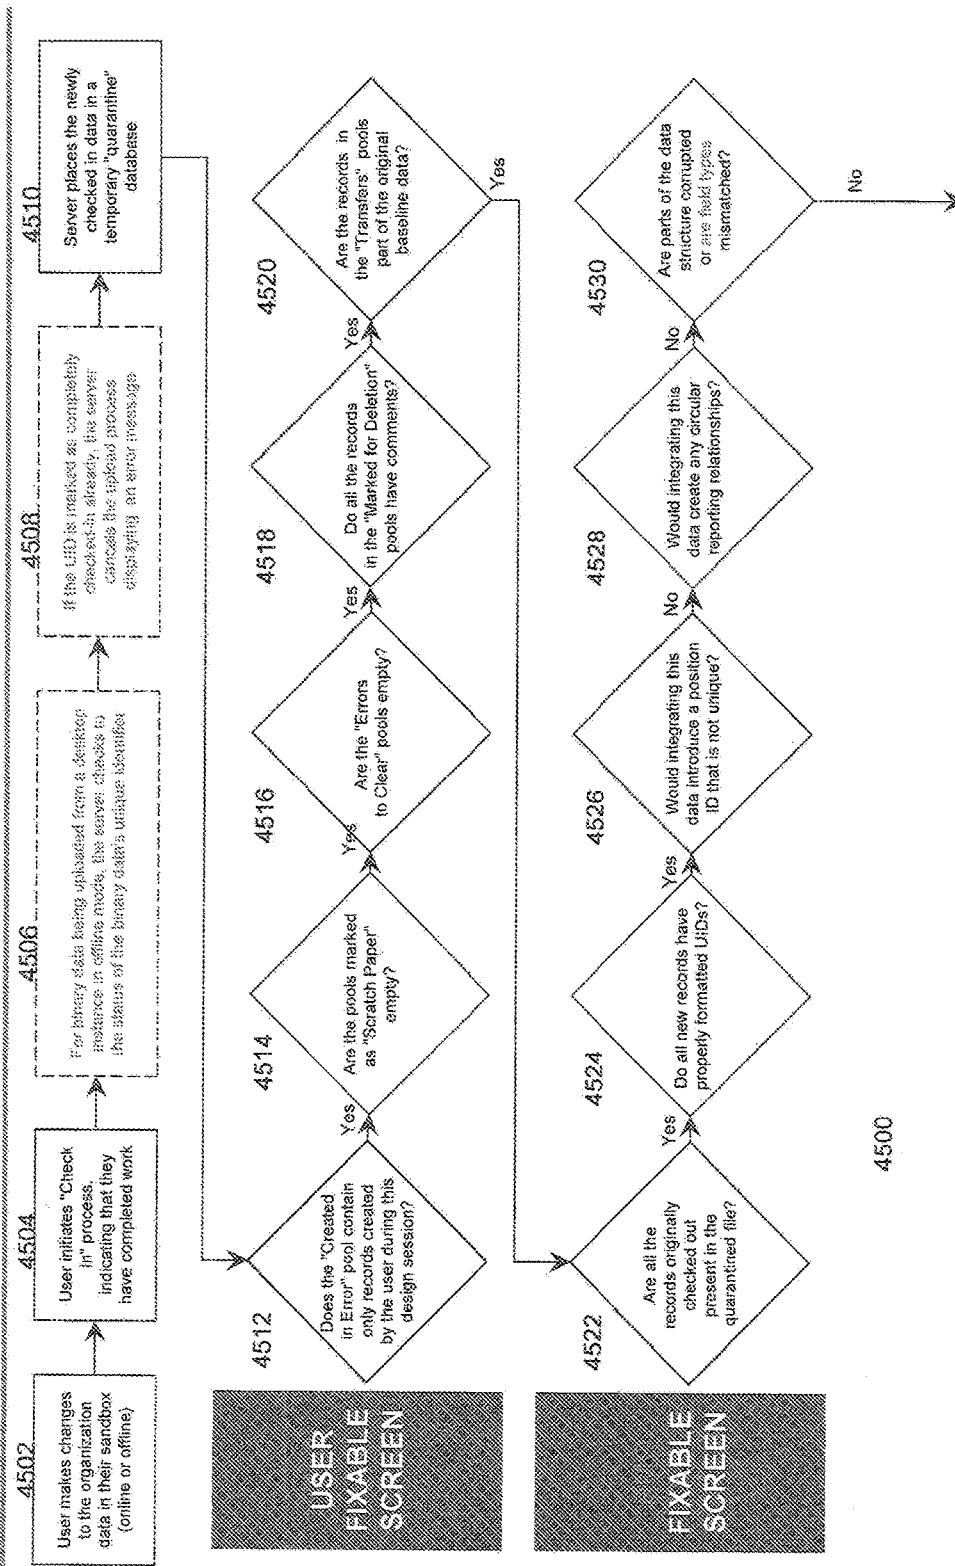 4502
User makes changes
to the organization
data in their sandbox
(online or offline)
4504
User initiates "Check
In" process,
indicating that they
have completed work
4506
For binary data being uploaded from a desktop
instance in offline mode, the server checks to
the status of the binary data's unique identifier
4508
If the UID is marked as completely
checked-in already, the server
cancels the upload process
displaying an error message
4510
Server places the newly
checked in data in a
temporary "quarantine"
database
USER
FIXABLE
SCREEN
4512
Does the "Created
in Error" pool contain
only records created
by the user during this
design session?
Yes
4514
Are the pools marked
as "Scratch Paper"
empty?
Yes
4516
Are the "Errors
to Clear" pools empty?
Yes
4518
Do all the records
in the "Marked for Deletion"
pools have comments?
Yes
4520
Are the records in
the "Transfers" pools
part of the original
baseline data?
Yes
FIXABLE
SCREEN
4522
Are all the
records originally
checked out
present in the
quarantined file?
Yes
4524
Do all new records have
properly formatted UIDs?
Yes
4526
Would integrating this
data introduce a position
ID that is not unique?
No
4528
Would integrating this
data create any circular
reporting relationships?
No
4530
Are parts of the data
structure corrupted
or are field types
mismatched?
No
4500